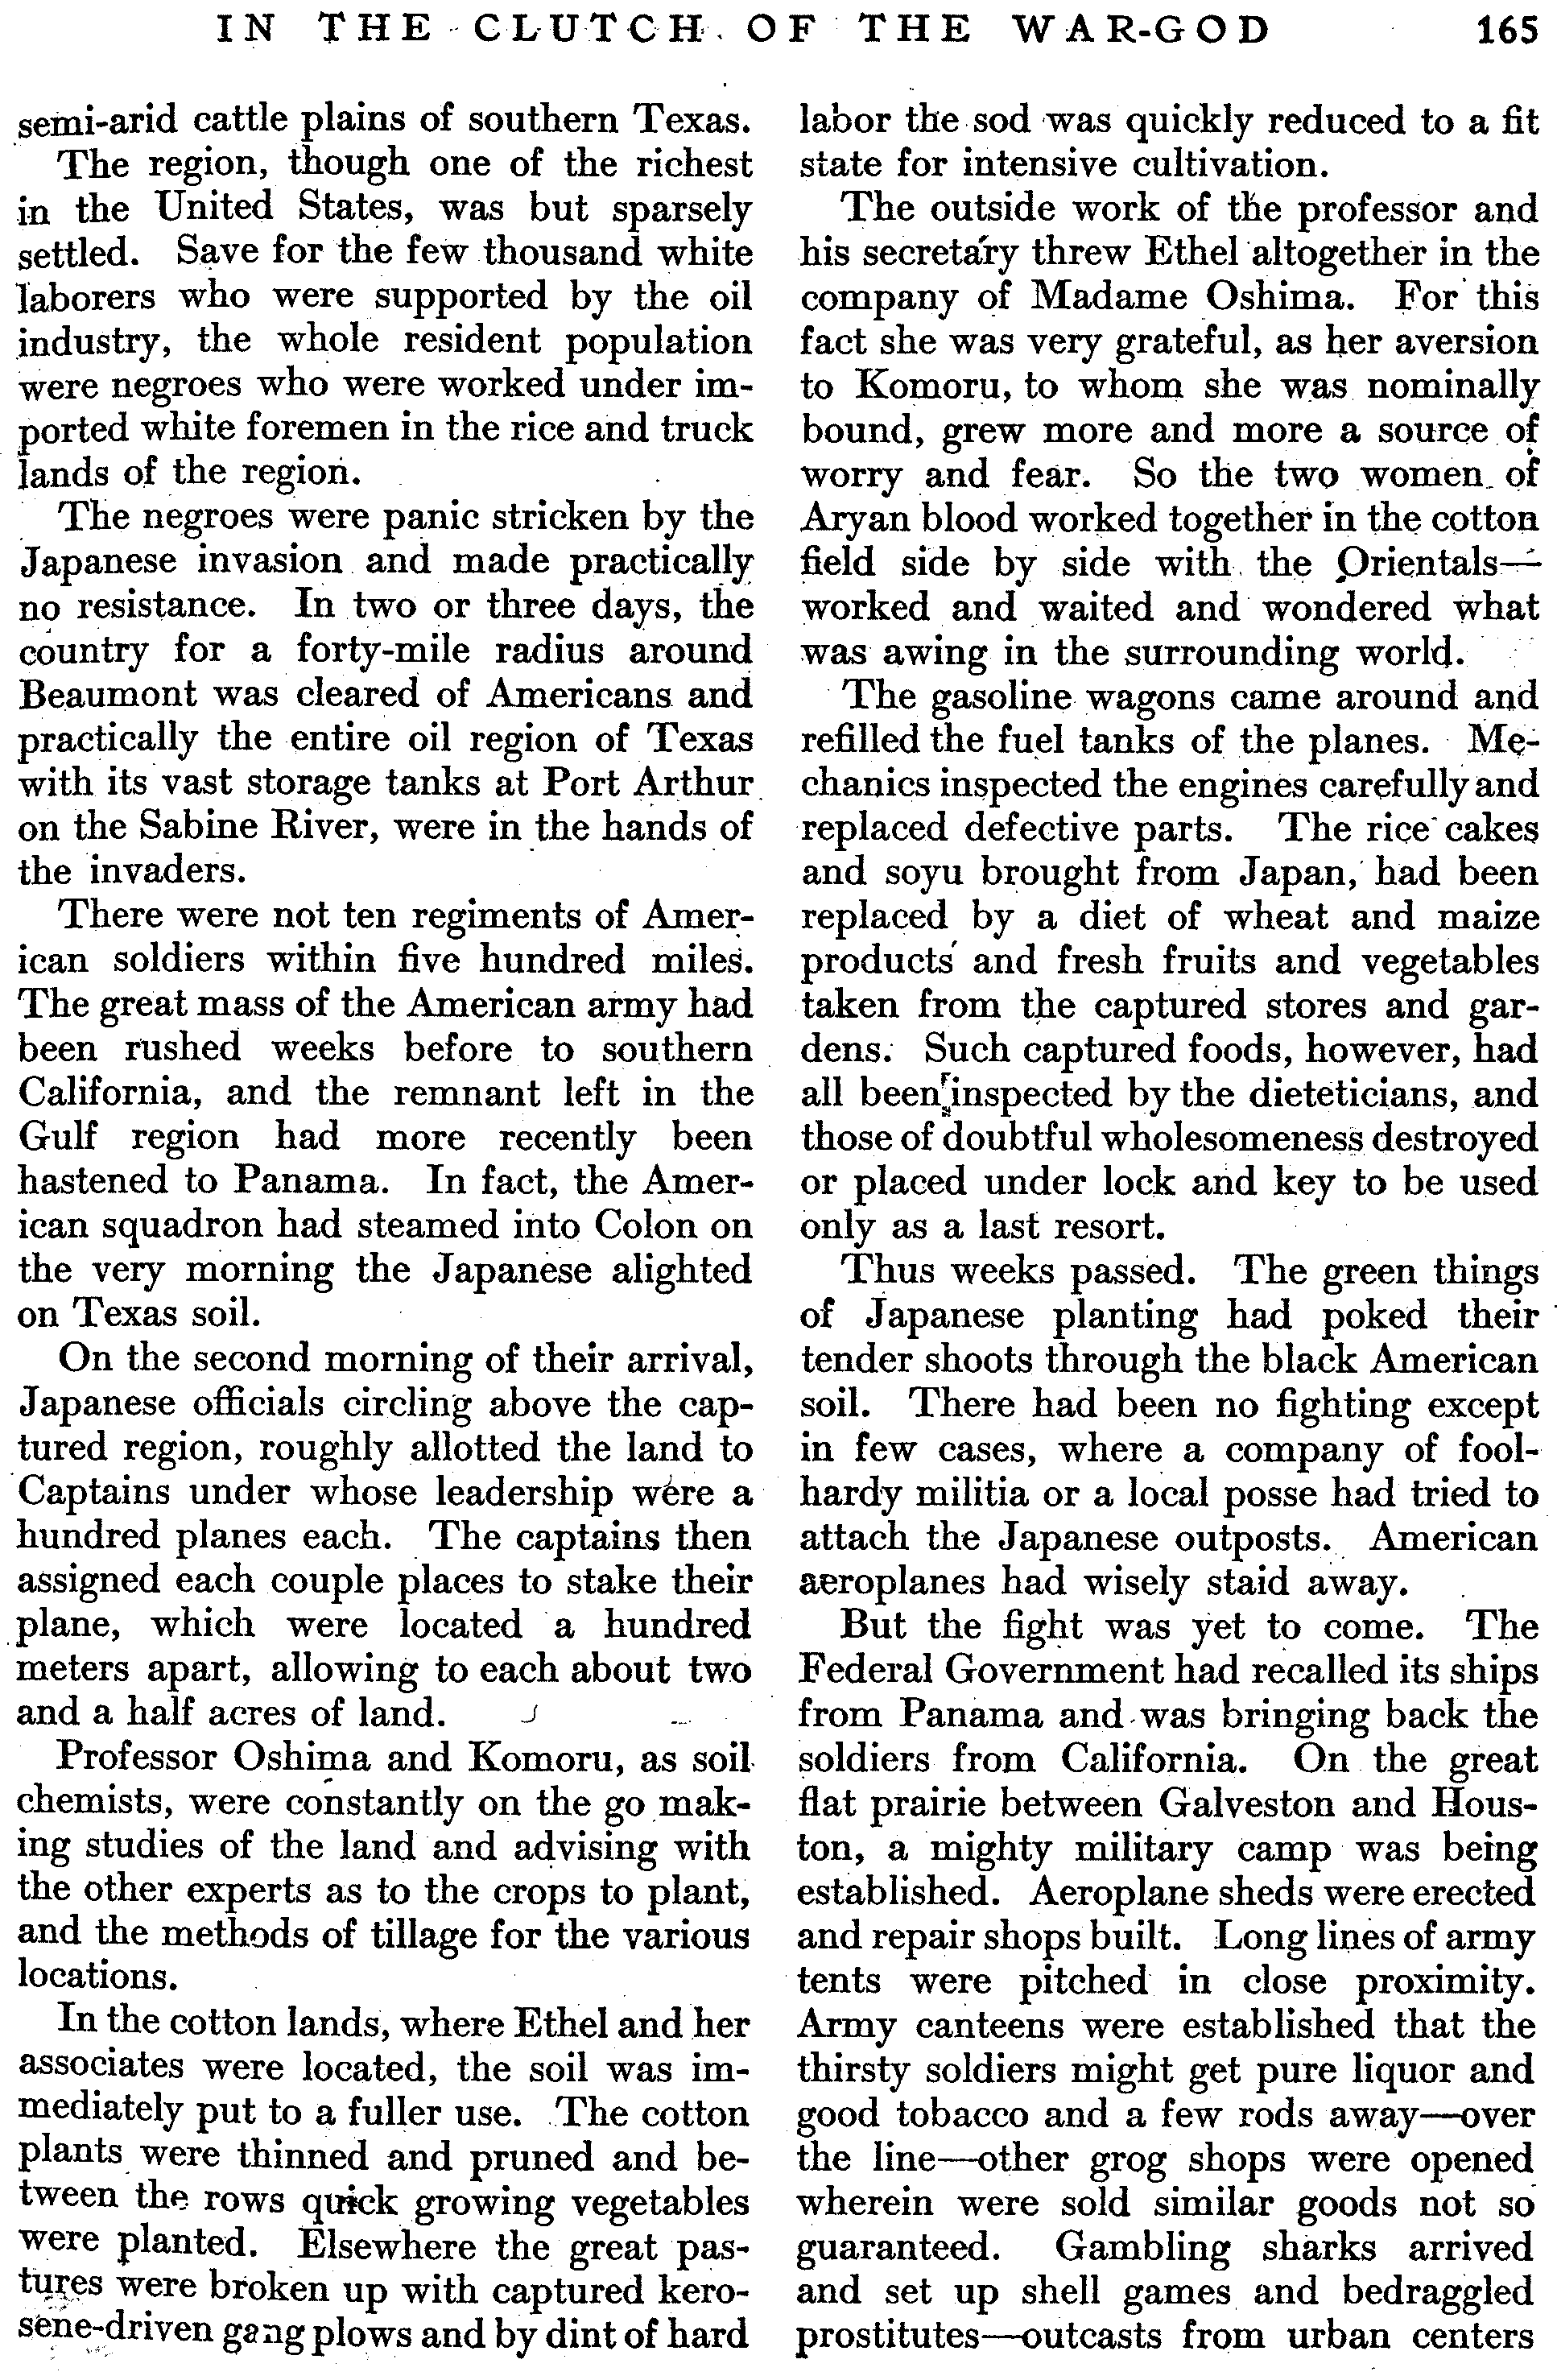 IN THE CLUTCH OF THE WAR-GOD 165
semi-arid cattle plains of southern Texas.
The region, though one of the richest
in the United States, was but sparsely
settled. Save for the few thousand white
laborers who were supported by the oil
industry, the whole resident population
were negroes who were worked under im-
ported white foremen in the rice and truck
lands of the region.
The negroes were panic stricken by the
Japanese invasion and made practically
no resistance. In two or three days, the
country for a forty-mile radius around
Beaumont was cleared of Americans and
practically the entire oil region of Texas
with its vast storage tanks at Port Arthur
on the Sabine River, were in the hands of
the invaders.
There were not ten regiments of Amer-
ican soldiers within five hundred miles.
The great mass of the American army had
been rushed weeks before to southern
California, and the remnant left in the
Gulf region had more recently been
hastened to Panama. In fact, the Amer-
ican squadron had steamed into Colon on
the very morning the Japanese alighted
on Texas soil.
On the second morning of their arrival,
Japanese officials circling above the cap-
tured region, roughly allotted the land to
Captains under whose leadership were a
hundred planes each. The captains then
assigned each couple places to stake their
plane, which were located a hundred
meters apart, allowing to each about two
and a half acres of land.
Professor Oshima and Komoru, as soil
chemists, were constantly on the go mak-
ing studies of the land and advising with
the other experts as to the crops to plant,
and the methods of tillage for the various
locations.
In the cotton lands, where Ethel and her
associates were located, the soil was im-
mediately put to a fuller use. The cotton
plants were thinned and pruned and be-
tween the rows quick growing vegetables
were planted. Elsewhere the great pas-
tures were broken up with captured kero-
sene-driven gang plows and by dint of hard
labor the sod was quickly reduced to a fit
state for intensive cultivation.
The outside work of the professor and
his secretary threw Ethel altogether in the
company of Madame Oshima. For this
fact she was very grateful, as her aversion
to Komoru, to whom she was nominally
bound, grew more and more a source of
worry and fear. So the two women of
Aryan blood worked together in the cotton
field side by side with the Orientals—
worked and waited and wondered what
was awing in the surrounding world.
The gasoline wagons came around and
refilled the fuel tanks of the planes. Me-
chanics inspected the engines carefully and
replaced defective parts. The rice cakes
and soyu brought from Japan, had been
replaced by a diet of wheat and maize
products and fresh fruits and vegetables
taken from the captured stores and gar-
dens. Such captured foods, however, had
all been inspected by the dieteticians, and
those of doubtful wholesomeness destroyed
or placed under lock and key to be used
only as a last resort.
Thus weeks passed. The green things
of Japanese planting had poked their
tender shoots through the black American
soil. There had been no fighting except
in few cases, where a company of fool-
hardy militia or a local posse had tried to
attach the Japanese outposts. American
aeroplanes had wisely staid away.
But the fight was yet to come. The
Federal Government had recalled its ships
from Panama and was bringing back the
soldiers from California. On the great
flat prairie between Galveston and Hous-
ton, a mighty military camp was being
established. Aeroplane sheds were erected
and repair shops built. Long lines of army
tents were pitched in close proximity.
Army canteens were established that the
thirsty soldiers might get pure liquor and
good tobacco and a few rods away—over
the line—other grog shops were opened
wherein were sold similar goods not so
guaranteed. Gambling sharks arrived
and set up shell games and bedraggled
prostitutes—outcasts from urban centers